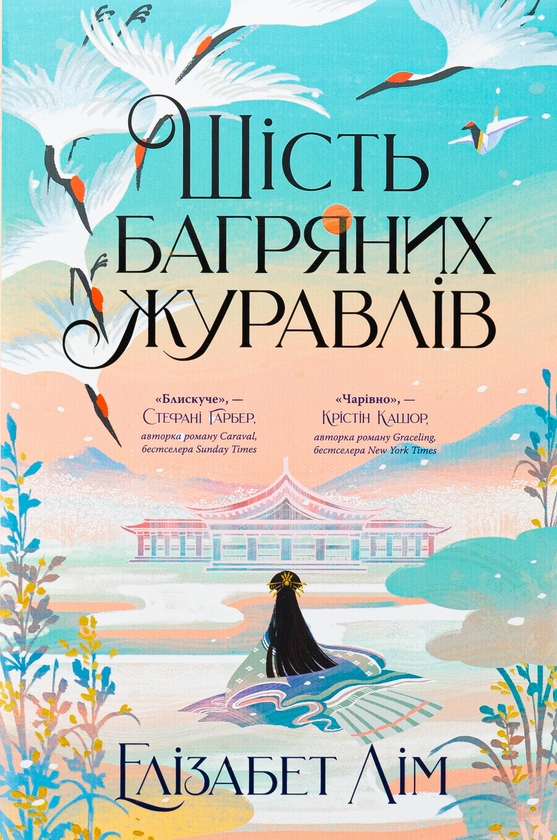 Шість
БАГРЯНИХ
ЖУРАВЛІВ
«Блискуче», —
Стефані Ґарбер,
авторка роману Caraval,
бестселера Sunday Times
«Чарівно», —
Крістін Кашор,
авторка роману Graceling,
бестселера New York Times
Елізабет Лім